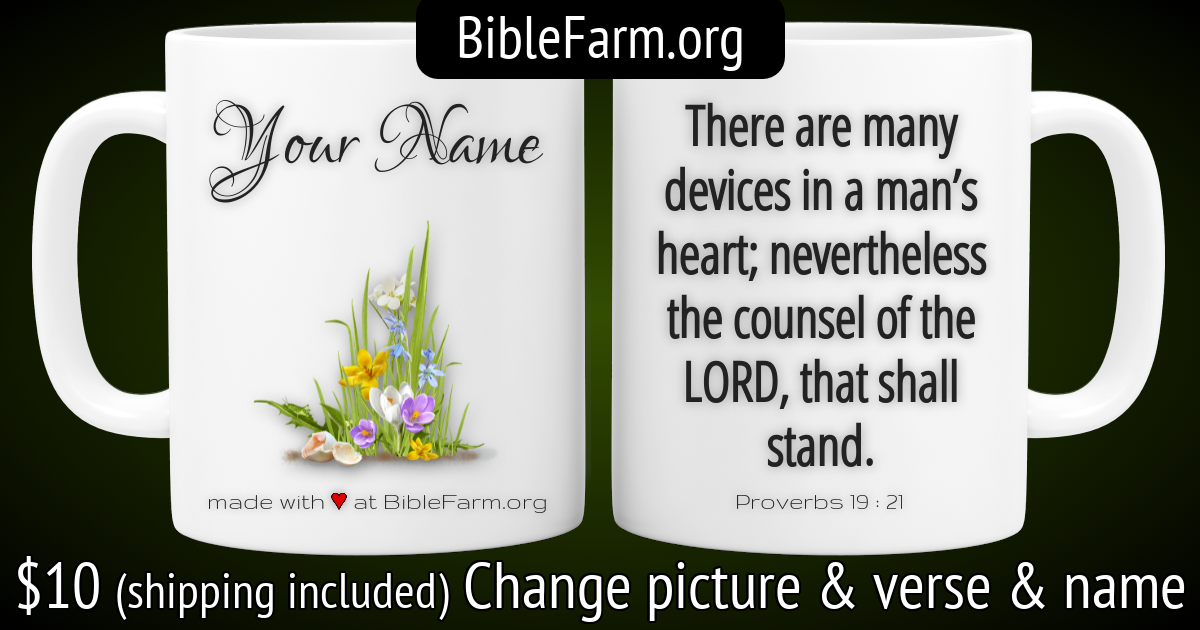 BibleFarm.org
Your Name
made with ♥ at BibleFarm.org
There are many
devices in a man’s
heart; nevertheless
the counsel of the
LORD, that shall
stand.
Proverbs 19 : 21
$10 (shipping included) Change picture & verse & name